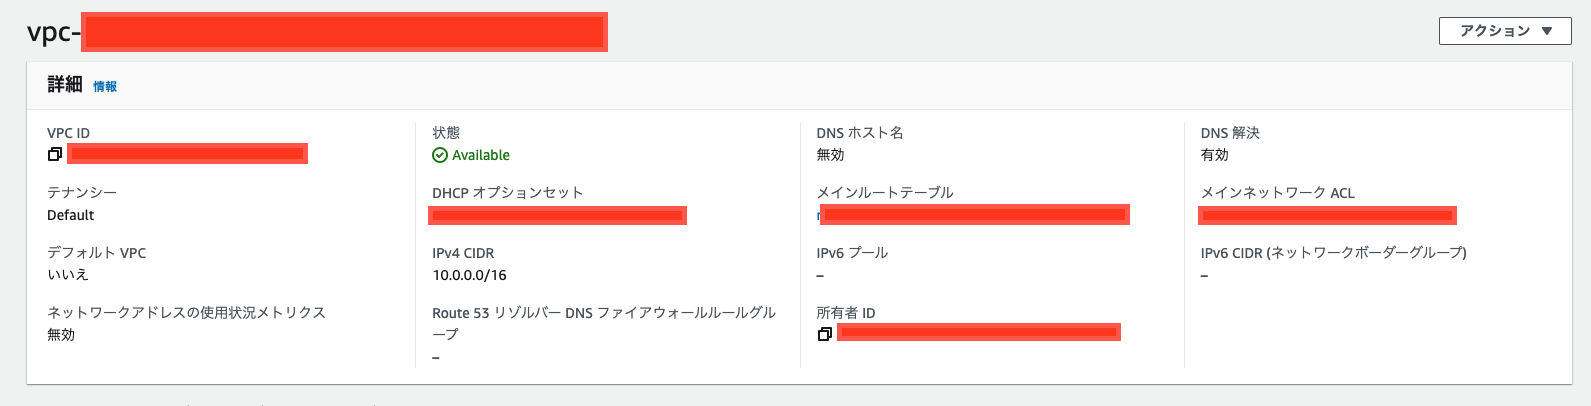 vpc-
アクション ▼
詳細 情報
VPC ID
状態
Available
DNS ホスト名
無効
DNS 解決
有効
テナンシー
Default
DHCP オプションセット
メインルートテーブル
r
メインネットワーク ACL
デフォルト VPC
いいえ
IPv4 CIDR
10.0.0.0/16
IPv6 プール
–
IPv6 CIDR (ネットワークボーダーグループ)
–
ネットワークアドレスの使用状況メトリクス
無効
Route 53 リゾルバー DNS ファイアウォールルールグル
ープ
–
所有者 ID